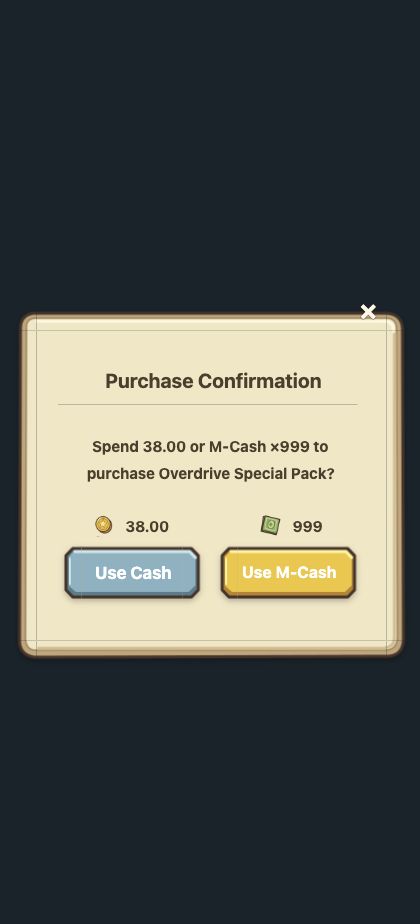 Purchase Confirmation
Spend 38.00 or M-Cash ×999 to
purchase Overdrive Special Pack?
38.00
999
Use Cash
Use M-Cash